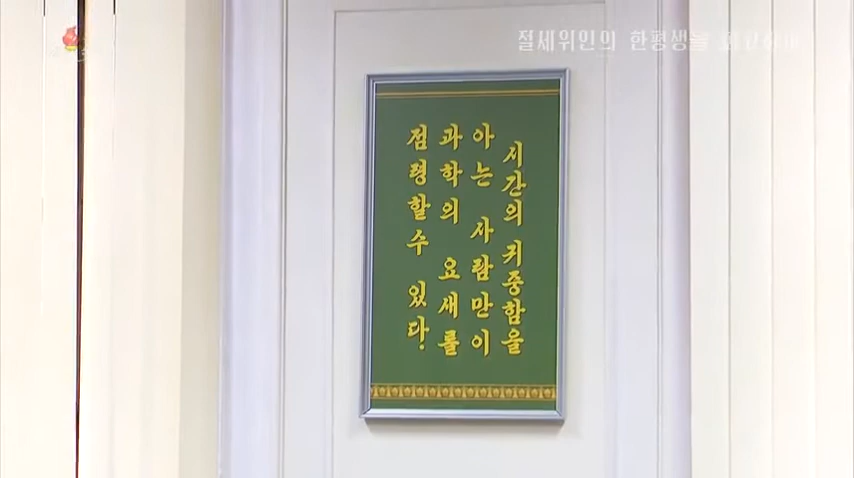 절세위인의 한평생을
시간의 귀중함을
아는 사람만이
과학의 요새를
점령할수 있다.